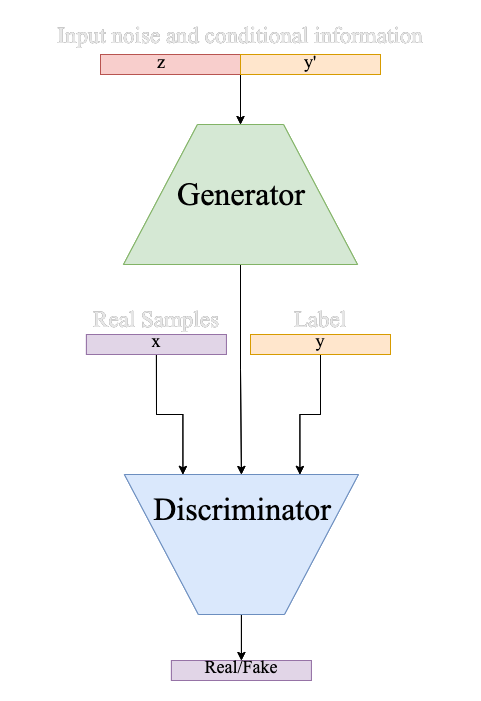 Input noise and conditional information
z
y'
Generator
Real Samples
Label
x
y
Discriminator
Real/Fake